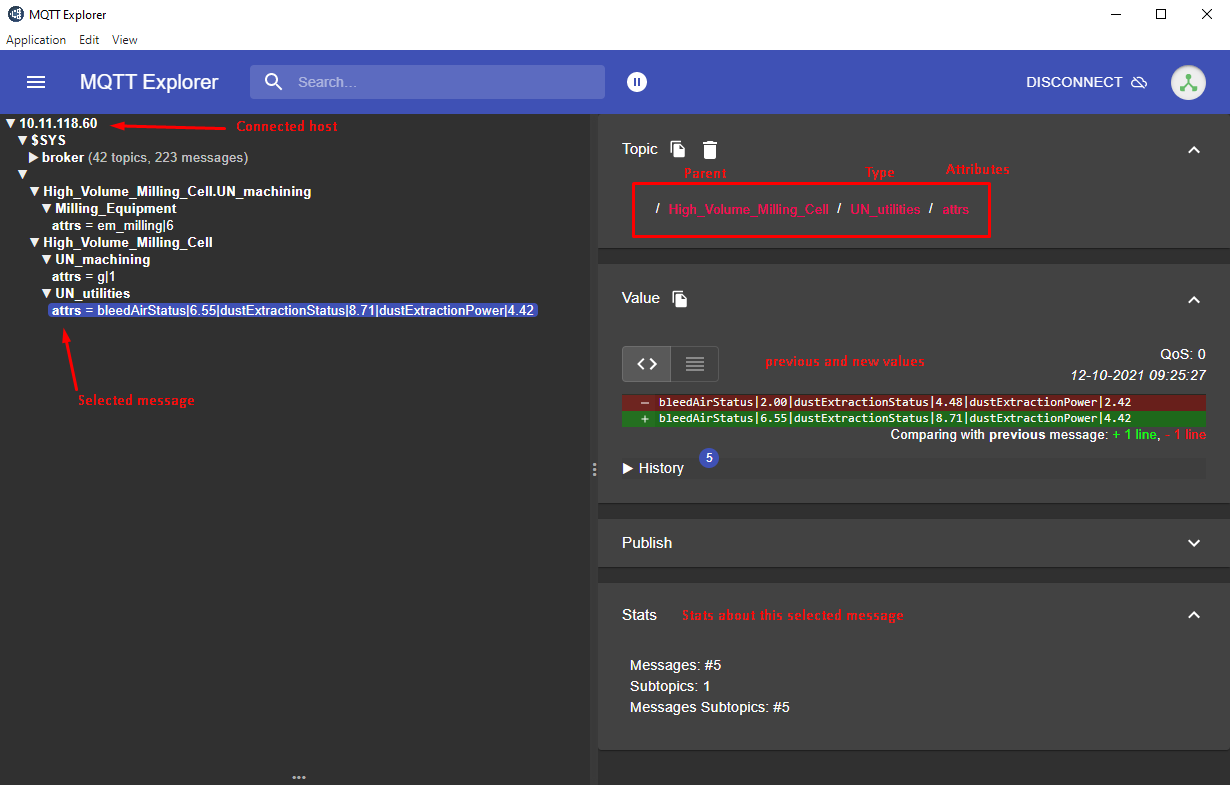 MQTT Explorer
Application Edit View
MQTT Explorer
Search...
DISCONNECT
▼ 10.11.118.60
Connected host
▼ $SYS
▶ broker (42 topics, 223 messages)
▼
▼ High_Volume_Milling_Cell.UN_machining
▼ Milling_Equipment
attrs = em_milling|6
▼ High_Volume_Milling_Cell
▼ UN_machining
attrs = g|1
▼ UN_utilities
attrs = bleedAirStatus|6.55|dustExtractionStatus|8.71|dustExtractionPower|4.42
Selected message
Topic
Parent Type Attributes
/ High_Volume_Milling_Cell / UN_utilities / attrs
Value
previous and new values
QoS: 0
12-10-2021 09:25:27
- bleedAirStatus|2.00|dustExtractionStatus|4.48|dustExtractionPower|2.42
+ bleedAirStatus|6.55|dustExtractionStatus|8.71|dustExtractionPower|4.42
Comparing with previous message: + 1 line, - 1 line
▶ History 5
Publish
Stats
Stats about this selected message
Messages: #5
Subtopics: 1
Messages Subtopics: #5